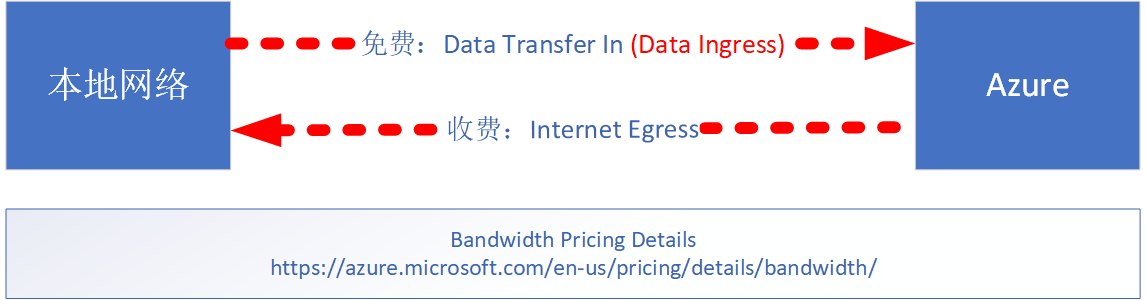 免费：Data Transfer In (Data Ingress)
本地网络
Azure
收费：Internet Egress
Bandwidth Pricing Details
https://azure.microsoft.com/en-us/pricing/details/bandwidth/